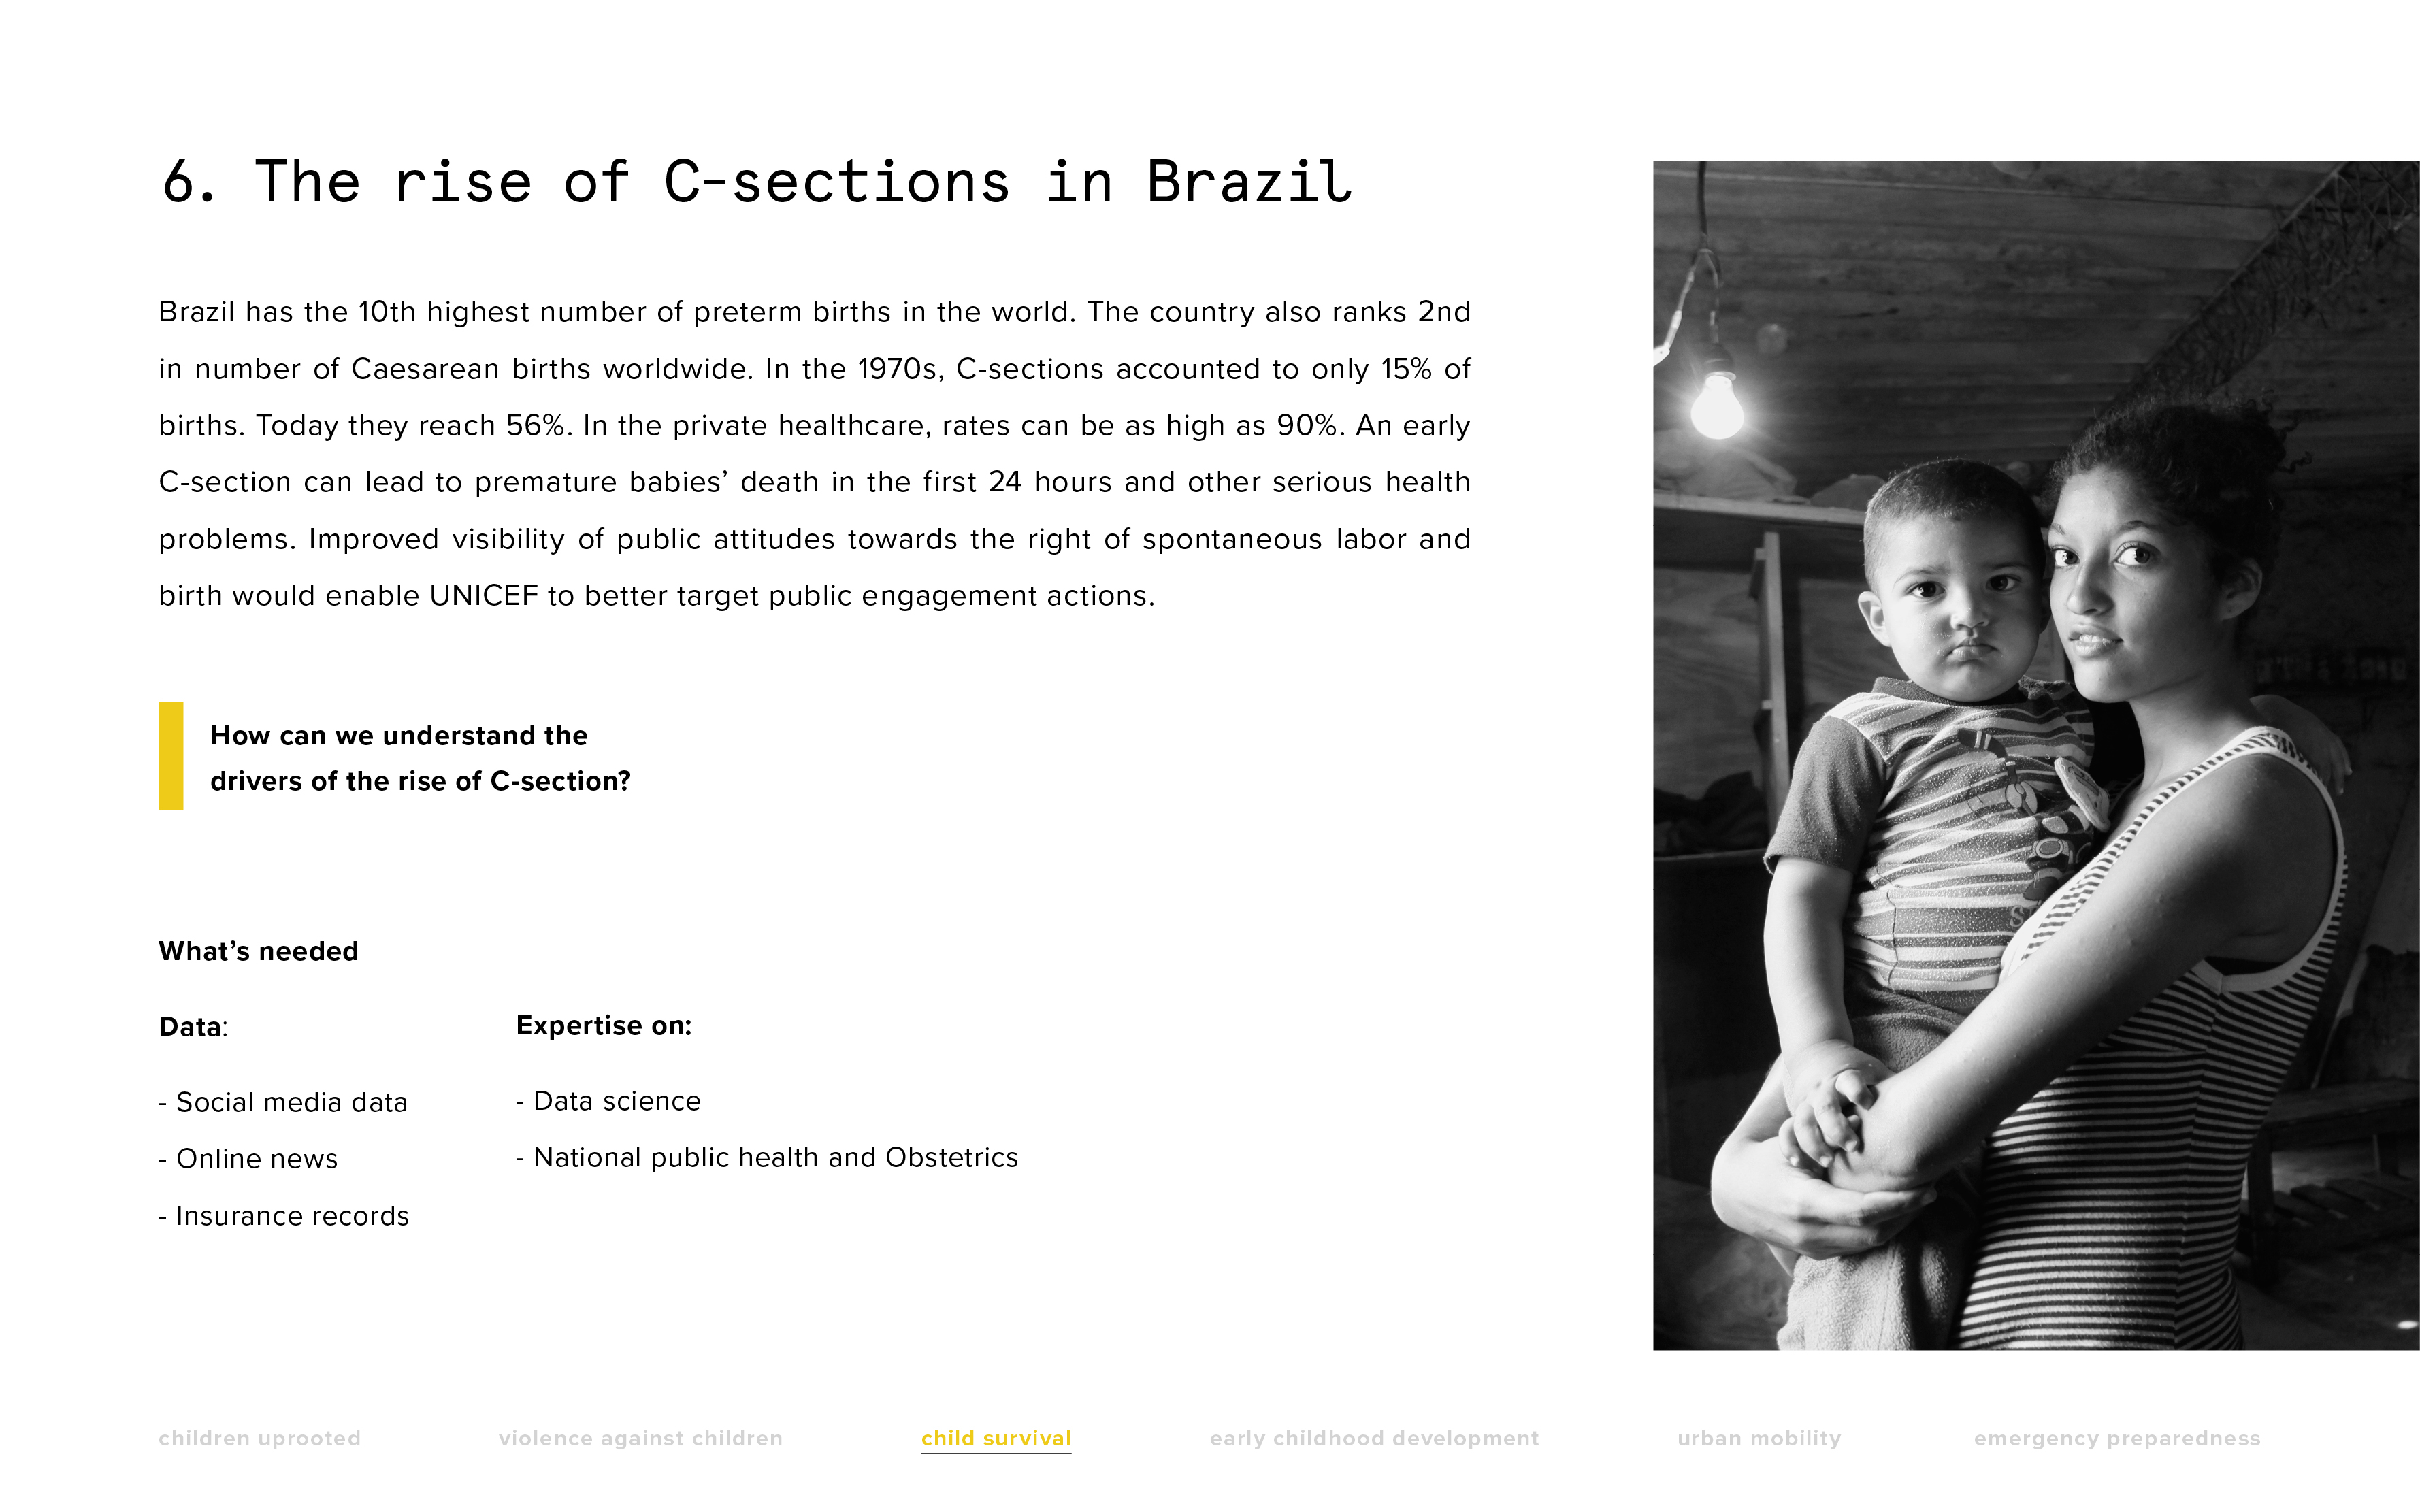 6. The rise of C-sections in Brazil
Brazil has the 10th highest number of preterm births in the world. The country also ranks 2nd
in number of Caesarean births worldwide. In the 1970s, C-sections accounted to only 15% of
births. Today they reach 56%. In the private healthcare, rates can be as high as 90%. An early
C-section can lead to premature babies’ death in the first 24 hours and other serious health
problems. Improved visibility of public attitudes towards the right of spontaneous labor and
birth would enable UNICEF to better target public engagement actions.
How can we understand the
drivers of the rise of C-section?
What’s needed
Data:
- Social media data
- Online news
- Insurance records
Expertise on:
- Data science
- National public health and Obstetrics
children uprooted
violence against children
child survival
early childhood development
urban mobility
emergency preparedness